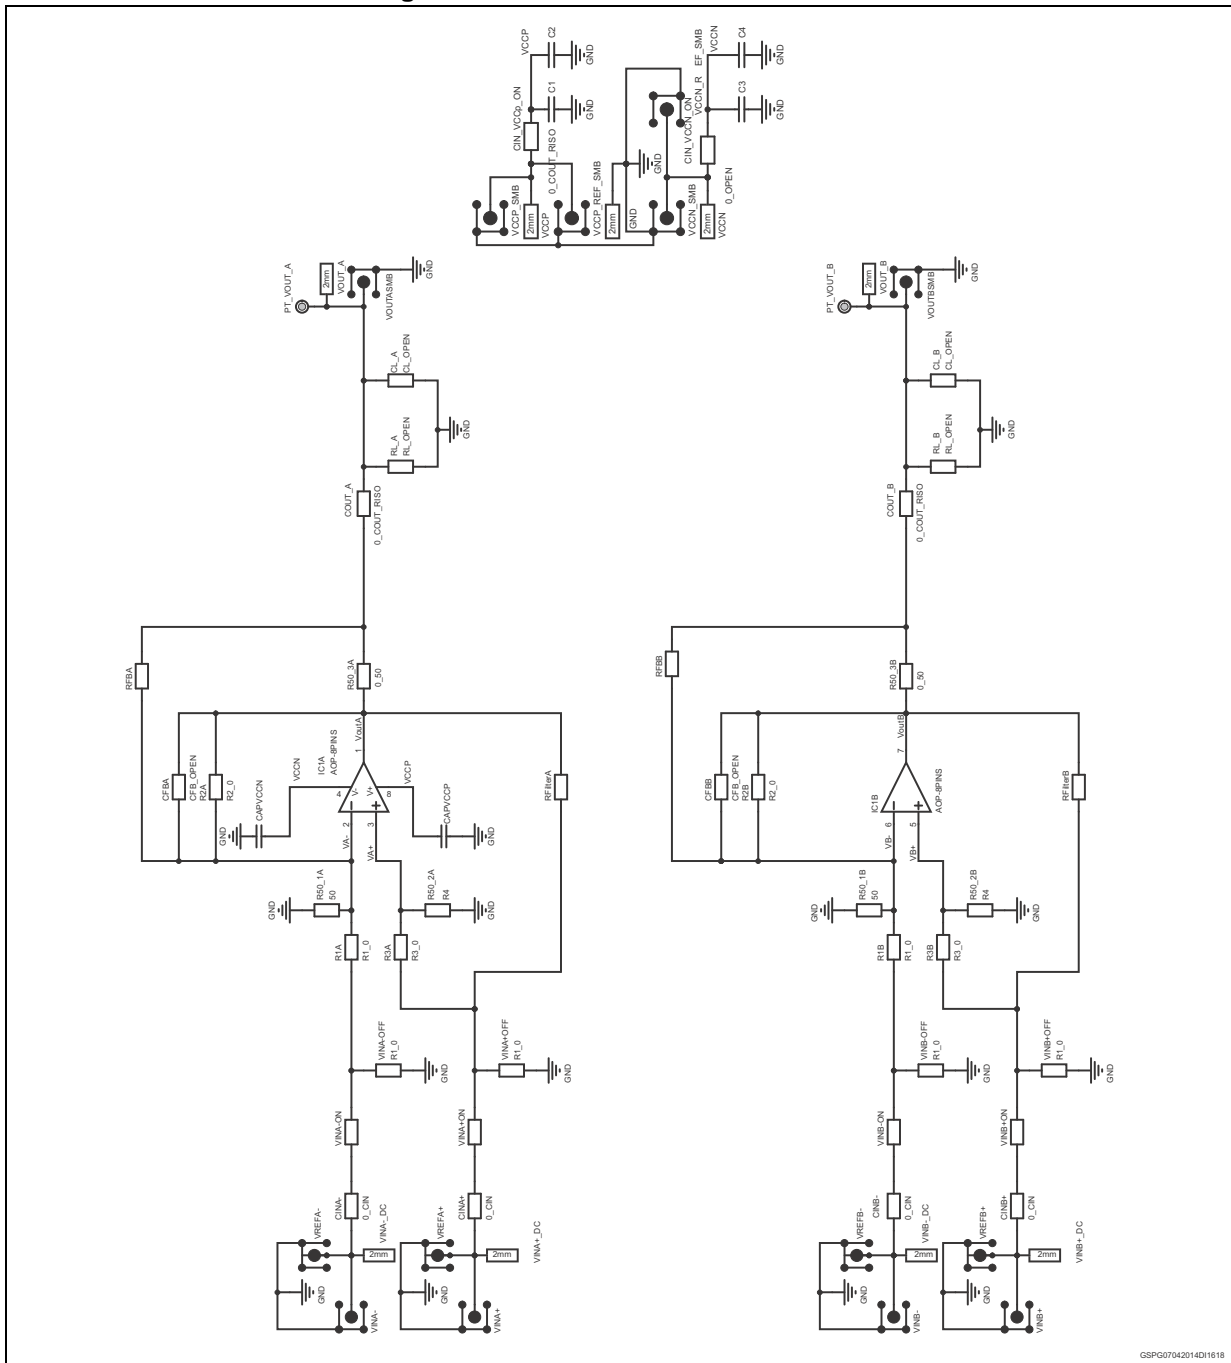 VCCP
C2
GND
CIN_VCCp_ON
C1
GND
0_COUT_RISO
VCCP_SMB
2mm
VCCP
VCCP_REF_SMB
2mm
GND
GND
VCCN_R EF_SMB
VCCN
C4
GND
C3
GND
CIN_VCCN_ON
0_OPEN
VCCN_SMB
2mm
VCCN
PT_VOUT_A
2mm
VOUT_A
VOUTASMB
GND
CL_A
CL_OPEN
RL_A
RL_OPEN
GND
COUT_A
0_COUT_RISO
RFBA
R50_3A
0_50
CFBA
CFB_OPEN
R2A
R2_0
VCCN
CAPVCCN
GND
IC1A
AOP-8PINS
VoutA
1
4
V-
V+
8
VCCP
CAPVCCP
GND
2
3
VA-
VA+
RFilterA
GND
R50_1A
50
R50_2A
R4
GND
R1A
R1_0
R3A
R3_0
VINA-OFF
R1_0
GND
VINA+OFF
R1_0
GND
VINA-ON
VINA+ON
CINA-
0_CIN
CINA+
0_CIN
VREFA-
VINA-_DC
2mm
GND
VINA-
VREFA+
VINA+_DC
2mm
GND
VINA+
PT_VOUT_B
2mm
VOUT_B
VOUTBSMB
GND
CL_B
CL_OPEN
RL_B
RL_OPEN
GND
COUT_B
0_COUT_RISO
RFBB
R50_3B
0_50
CFBB
CFB_OPEN
R2B
R2_0
VoutB
7
IC1B
AOP-8PINS
6
5
VB-
VB+
RFilterB
GND
R50_1B
50
R50_2B
R4
GND
R1B
R1_0
R3B
R3_0
VINB-OFF
R1_0
GND
VINB+OFF
R1_0
GND
VINB-ON
VINB+ON
CINB-
0_CIN
CINB+
0_CIN
VREFB-
VINB-_DC
2mm
GND
VINB-
VREFB+
VINB+_DC
2mm
GND
VINB+
GSPG07042014DI1618